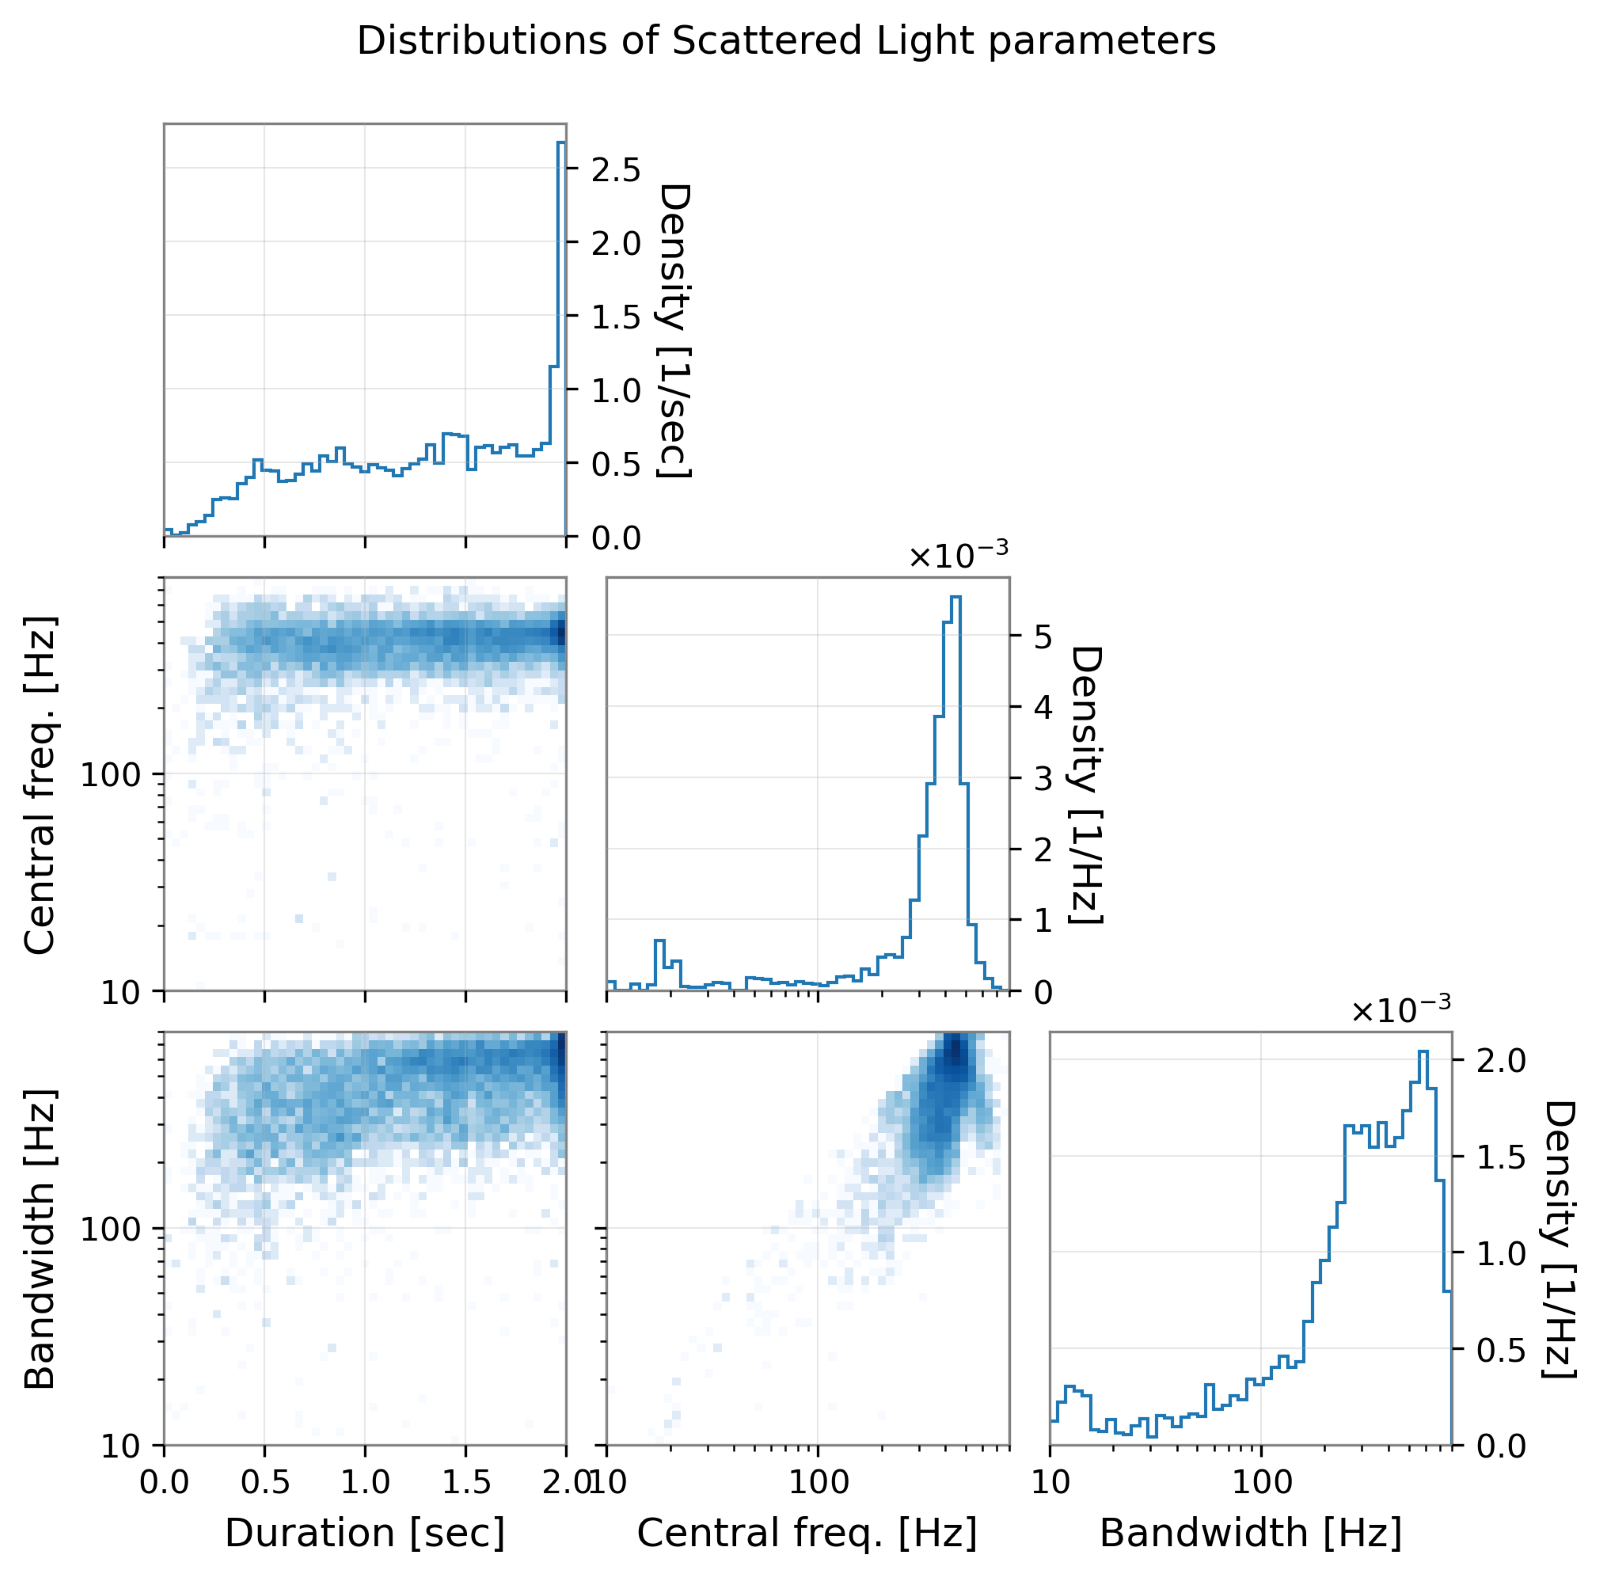 Distributions of Scattered Light parameters
2.5
2.0
1.5
1.0
0.5
0.0
Density [1/sec]
×10⁻³
Central freq. [Hz]
100
10
5
4
3
2
1
0
Density [1/Hz]
×10⁻³
Bandwidth [Hz]
100
10
2.0
1.5
1.0
0.5
0.0
Density [1/Hz]
0.0 0.5 1.0 1.5 2.0
10 100
10 100
Duration [sec]
Central freq. [Hz]
Bandwidth [Hz]